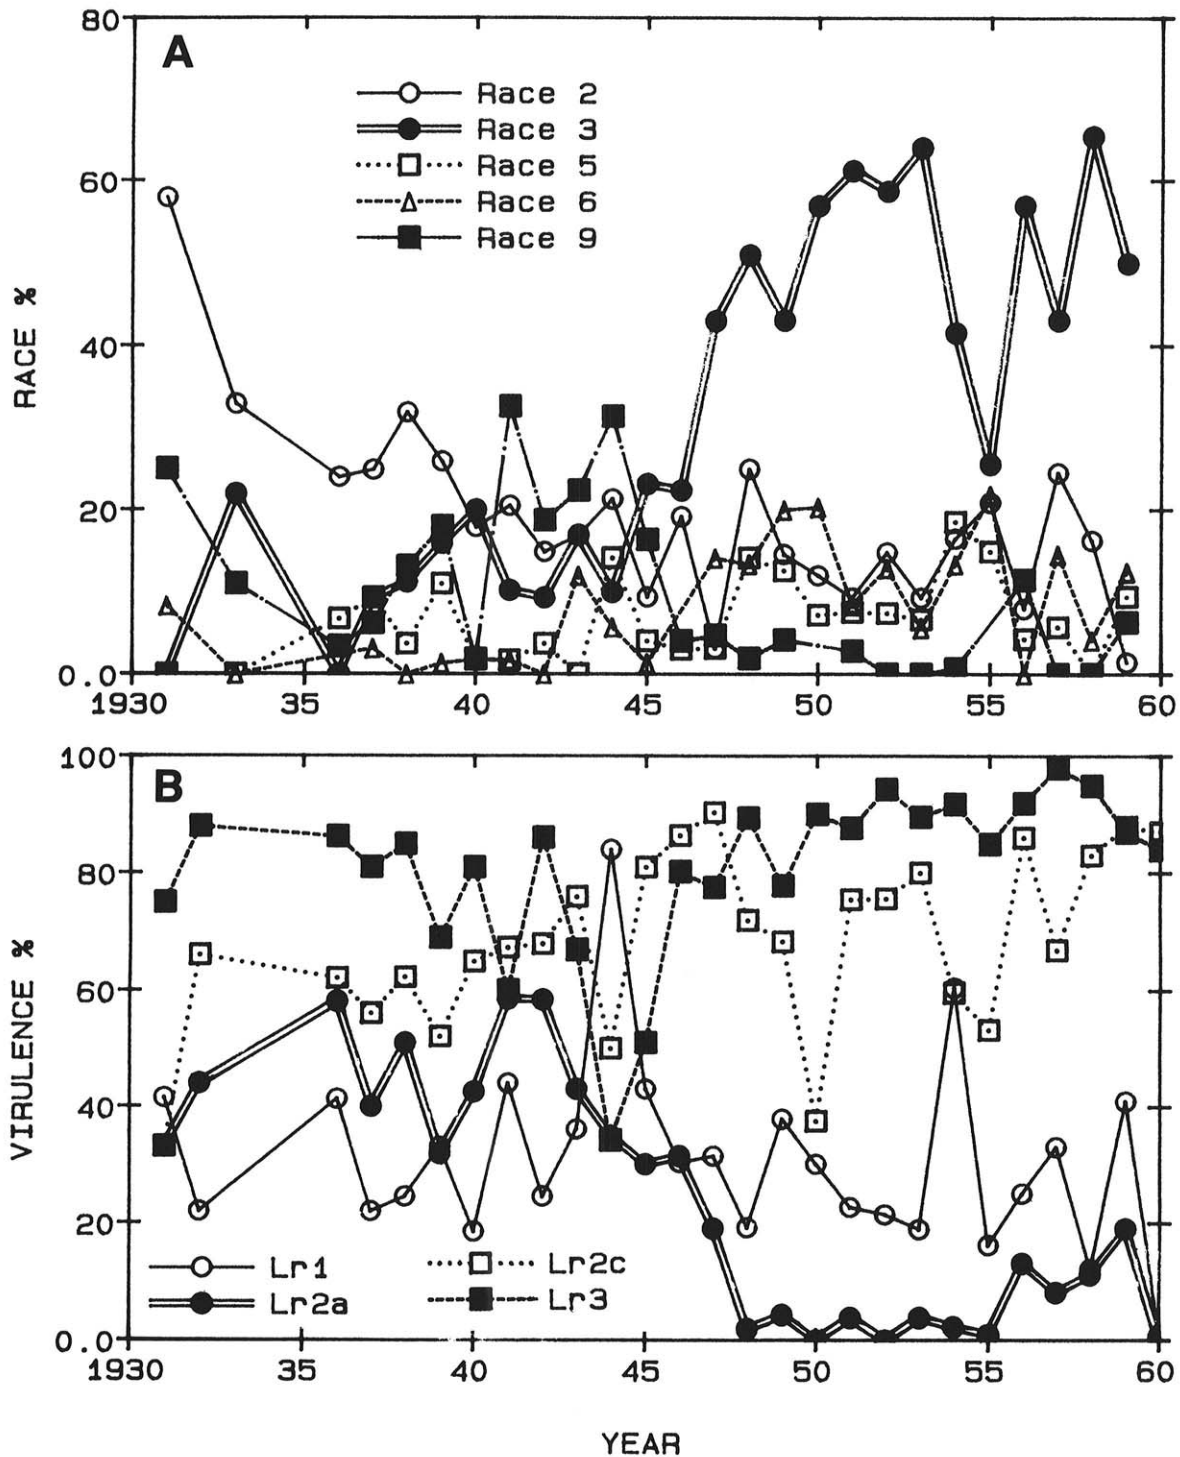 80
A
Race 2
Race 3
Race 5
Race 6
Race 9
60
40
20
0.0
RACE %
1930 35 40 45 50 55 60
100
B
80
60
40
20
0.0
VIRULENCE %
Lr1 Lr2c
Lr2a Lr3
1930 35 40 45 50 55 60
YEAR